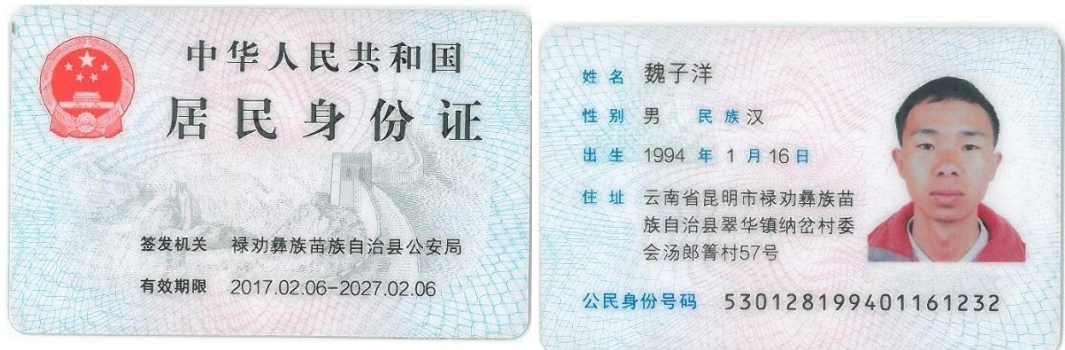 中华人民共和国
居民身份证
签发机关 禄劝彝族苗族自治县公安局
有效期限 2017.02.06-2027.02.06
姓名 魏子洋
性别 男 民族 汉
出生 1994 年 1 月 16 日
住址 云南省昆明市禄劝彝族苗
族自治县翠华镇纳岔村委
会汤郎箐村57号
公民身份号码 530128199401161232